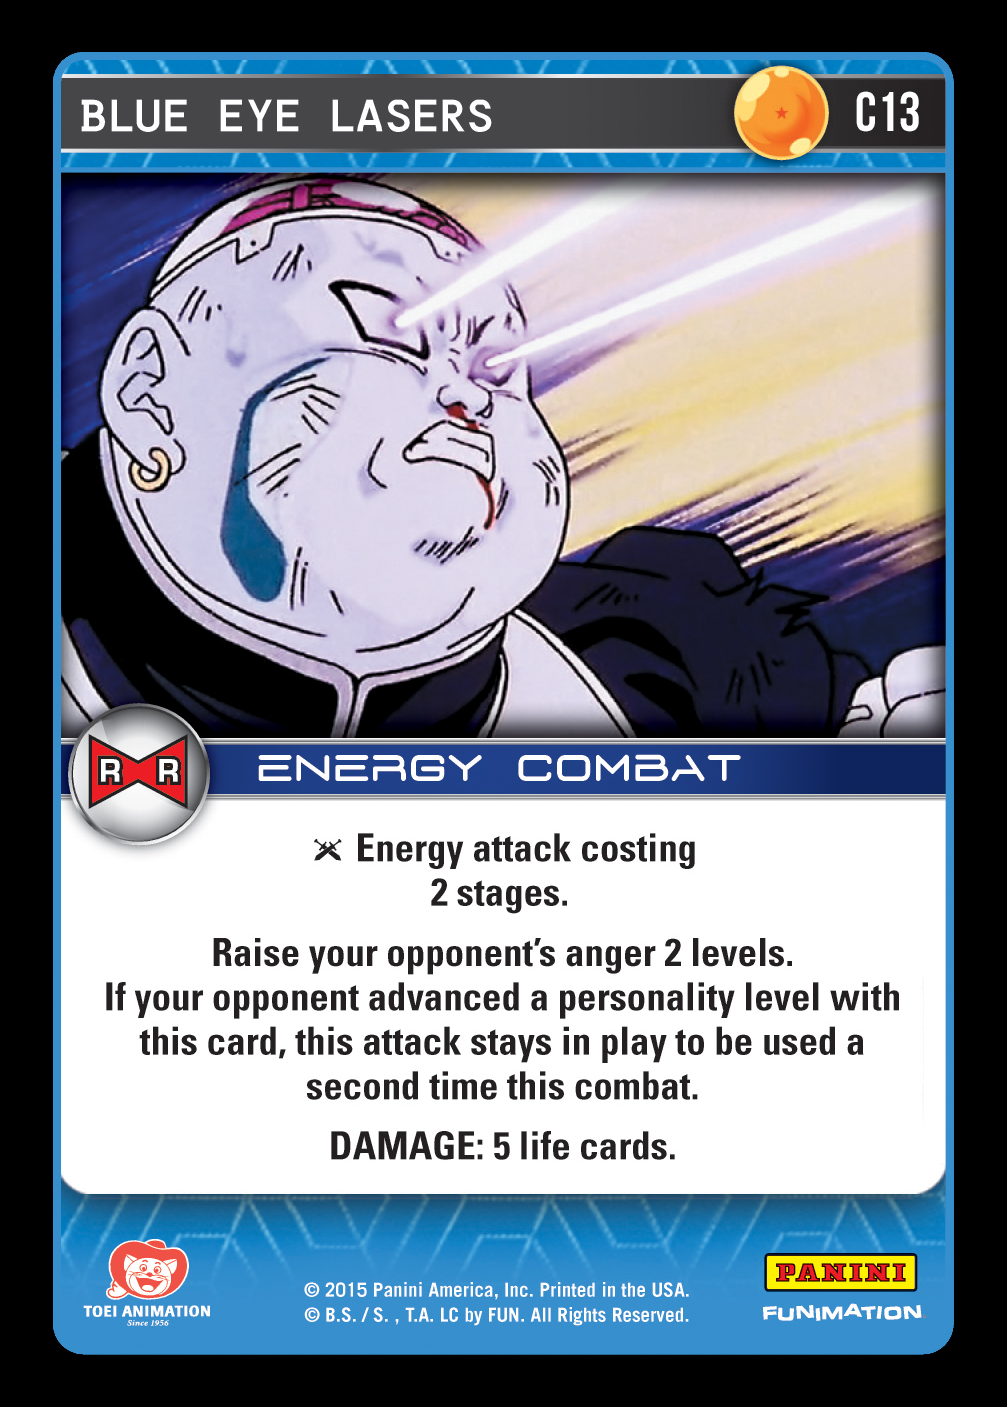 BLUE EYE LASERS
C13
R R
ENERGY COMBAT
Energy attack costing
2 stages.
Raise your opponent's anger 2 levels.
If your opponent advanced a personality level with
this card, this attack stays in play to be used a
second time this combat.
DAMAGE: 5 life cards.
TOEI ANIMATION
Since 1956
© 2015 Panini America, Inc. Printed in the USA.
© B.S. / S. , T.A. LC by FUN. All Rights Reserved.
PANINI
FUNIMATION